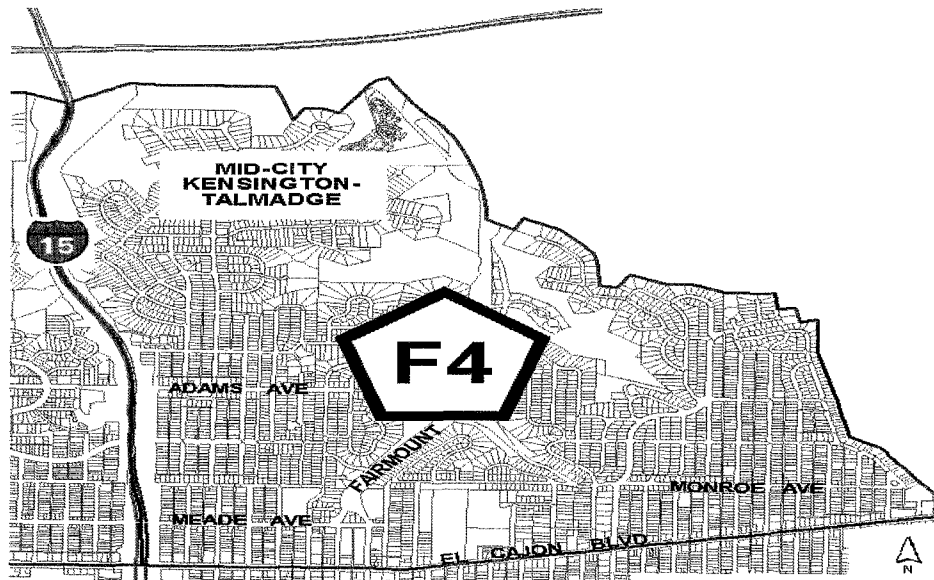 MID-CITY
KENSINGTON-
TALMADGE
15
F4
ADAMS AVE
FAIRMOUNT
MONROE AVE
MEADE AVE
EL CAJON BLVD
N